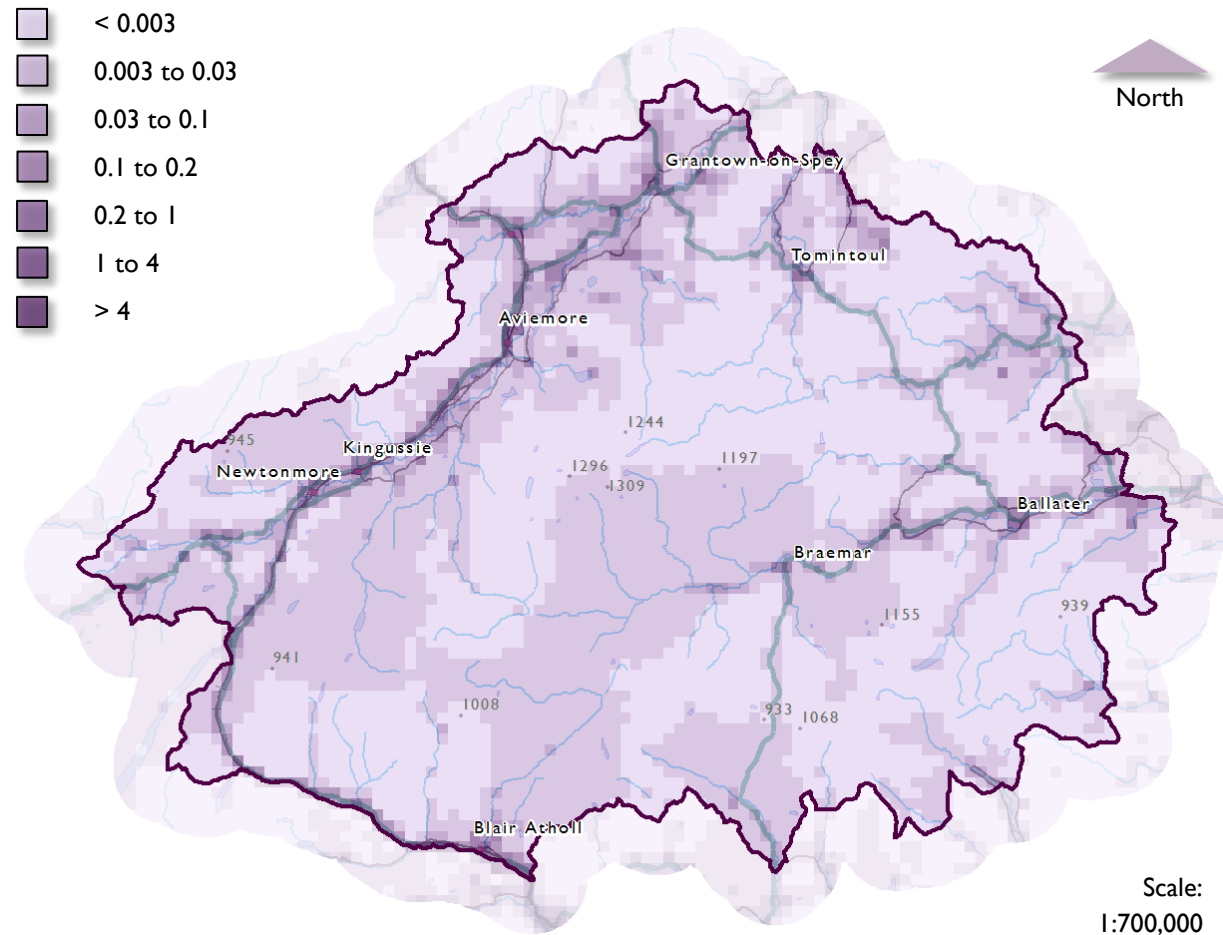 < 0.003
0.003 to 0.03
0.03 to 0.1
0.1 to 0.2
0.2 to 1
1 to 4
> 4
North
Grantown-on-Spey
Tomintoul
Aviemore
1244
945
Kingussie
1197
1296
Newtonmore
1309
Ballater
Braemar
939
1155
941
1008
933
1068
Blair Atholl
Scale:
1:700,000